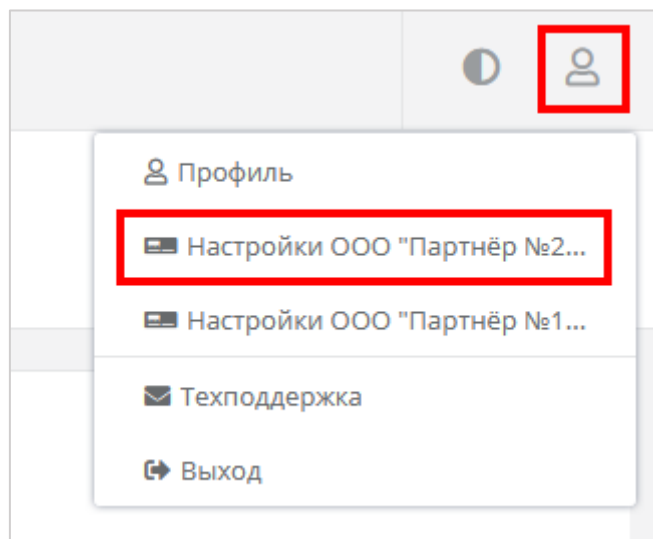 Профиль
Настройки ООО "Партнёр №2...
Настройки ООО "Партнёр №1...
Техподдержка
Выход